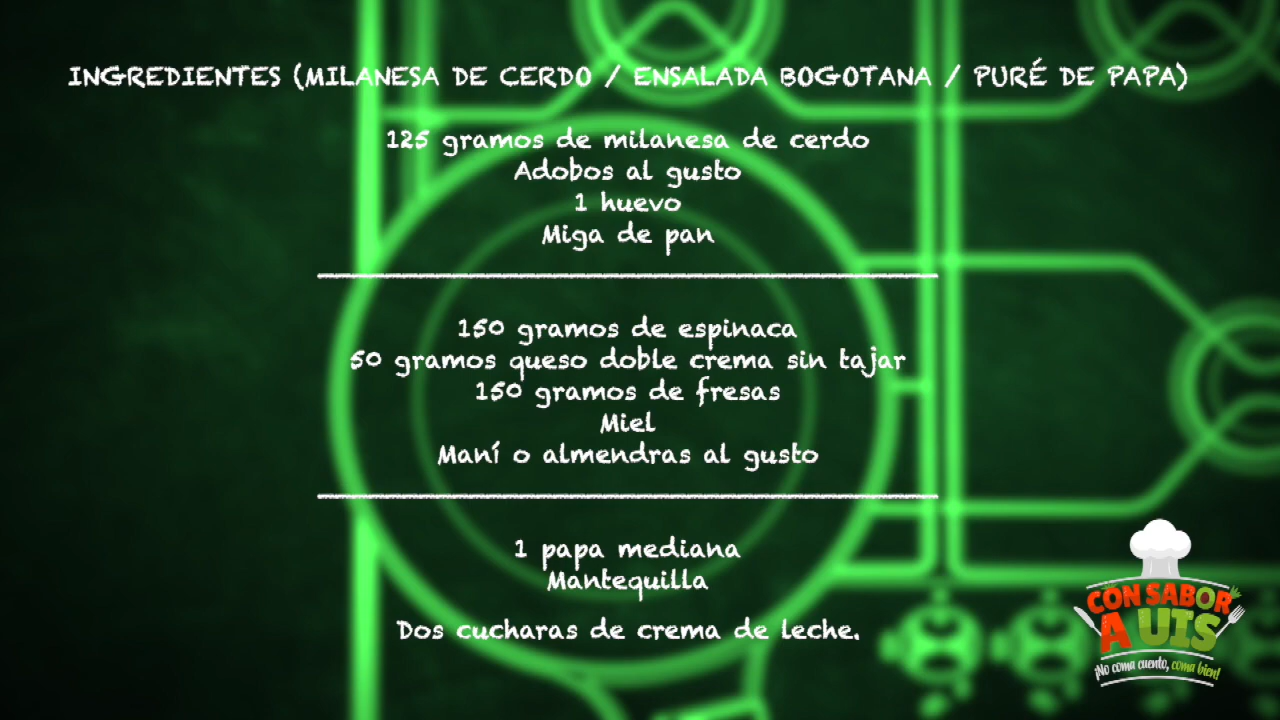 INGREDIENTES (MILANESA DE CERDO / ENSALADA BOGOTANA / PURÉ DE PAPA)
125 gramos de milanesa de cerdo
Adobos al gusto
1 huevo
Miga de pan
150 gramos de espinaca
50 gramos queso doble crema sin tajar
150 gramos de fresas
Miel
Maní o almendras al gusto
1 papa mediana
Mantequilla
Dos cucharas de crema de leche.
CON SABOR
A UIS
¡No coma cuento, coma bien!